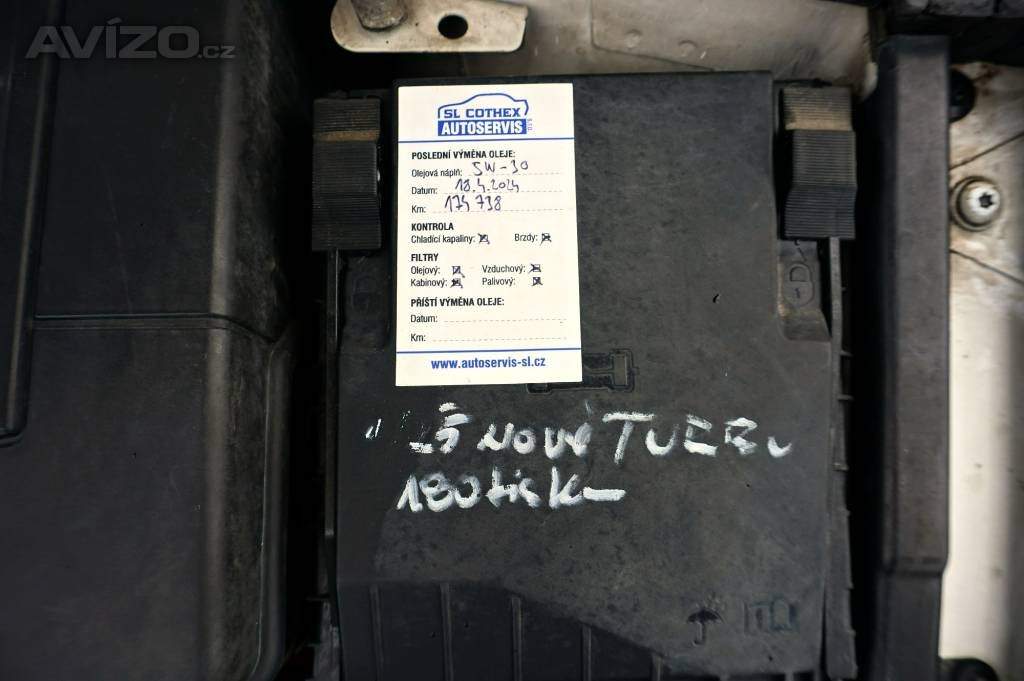 AVÍZO.cz
SL COTHEX
AUTOSERVIS s.r.o.
POSLEDNÍ VÝMĚNA OLEJE:
Olejová náplň: 5W-30
Datum: 18.4.2024
Km: 174 738
KONTROLA
Chladící kapaliny: Brzdy:
FILTRY
Olejový: Vzduchový:
Kabinový: Palivový:
PŘÍŠTÍ VÝMĚNA OLEJE:
Datum:
Km:
www.autoservis-sl.cz
NOVÉ TURBO
180tis km